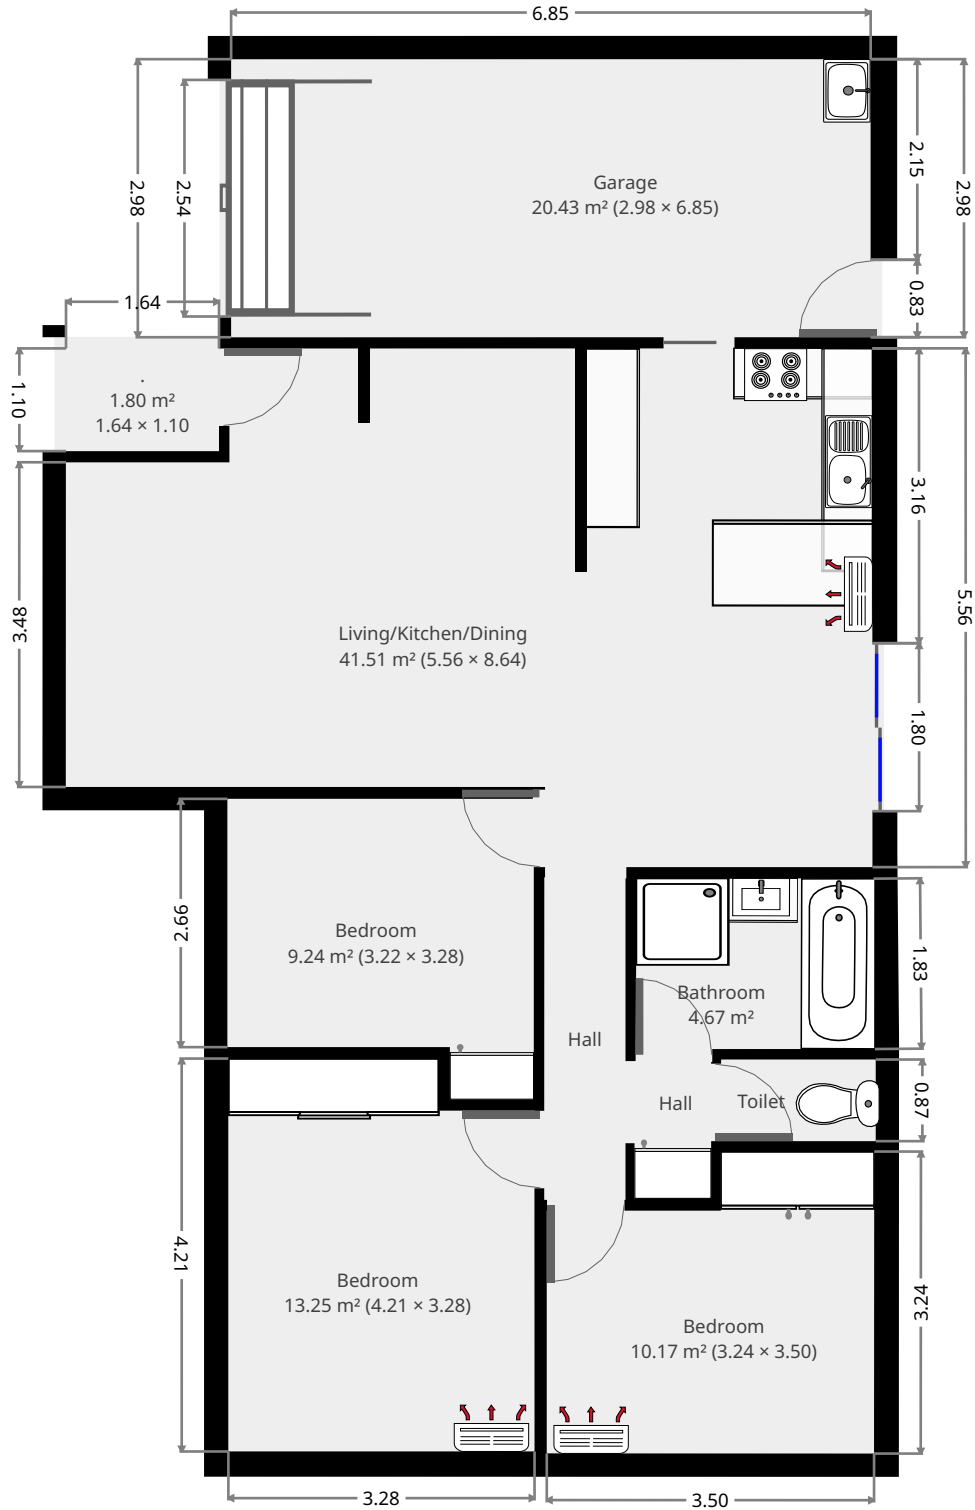 6.85
2.98
2.54
2.15
2.98
Garage
20.43 m² (2.98 × 6.85)
0.83
1.64
1.10
.
1.80 m²
1.64 × 1.10
3.16
3.48
5.56
Living/Kitchen/Dining
41.51 m² (5.56 × 8.64)
1.80
2.66
Bedroom
9.24 m² (3.22 × 3.28)
1.83
Bathroom
4.67 m²
Hall
Hall
Toilet
0.87
4.21
Bedroom
13.25 m² (4.21 × 3.28)
3.24
Bedroom
10.17 m² (3.24 × 3.50)
3.28
3.50